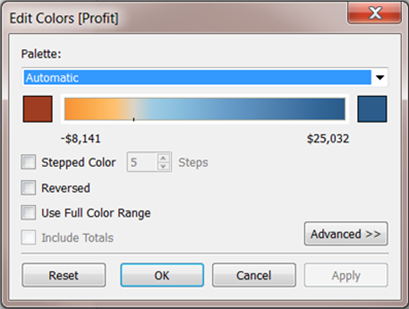 Edit Colors [Profit]
Palette:
Automatic
-$8,141 $25,032
Stepped Color 5 Steps
Reversed
Use Full Color Range
Include Totals
Advanced >>
Reset OK Cancel Apply